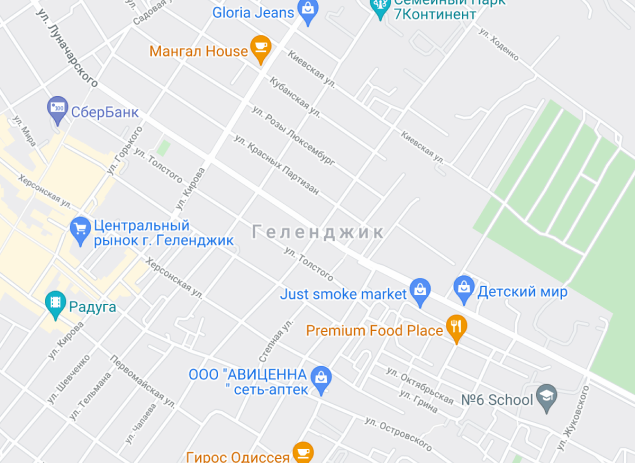 Садовая ул.
Gloria Jeans
Семейный Парк
7Континент
ул. Луначарского
Мангал House
ул. Ходенко
Киевская ул.
Кубанская ул.
СберБанк
ул. Розы Люксембург
Киевская ул.
ул. Мира
ул. Горького
ул. Толстого
ул. Красных Партизан
Херсонская ул.
ул. Кирова
Центральный
рынок г. Геленджик
Геленджик
ул. Толстого
Херсонская ул.
Just smoke market
Детский мир
Радуга
Premium Food Place
ул. Кирова
Степная ул.
ул. Шевченко
Первомайская ул.
ООО "АВИЦЕННА
" сеть-аптек
ул. Октябрьская
ул. Тельмана
ул. Грина
№6 School
ул. Чапаева
ул. Островского
ул. Жуковского
Гирос Одиссея